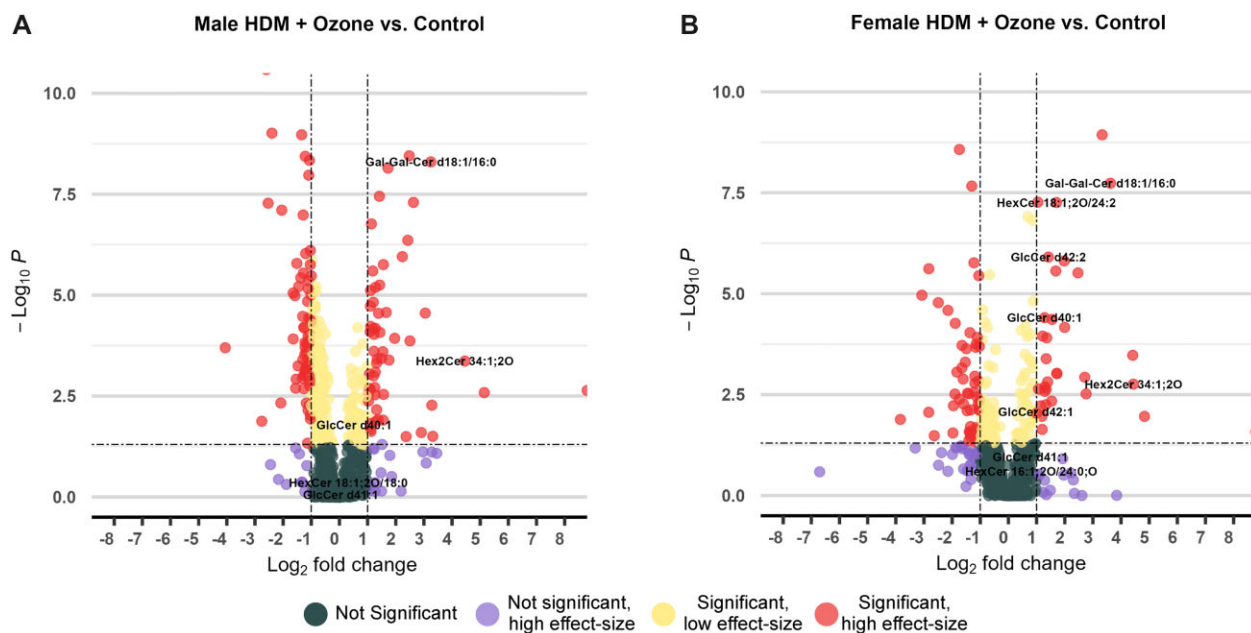 A
Male HDM + Ozone vs. Control
10.0
7.5
5.0
2.5
0.0
– Log10 P
Gal-Gal-Cer d18:1/16:0
Hex2Cer 34:1;2O
GlcCer d40:1
HexCer 18:1;2O/18:0
GlcCer d41:1
-8 -7 -6 -5 -4 -3 -2 -1 0 1 2 3 4 5 6 7 8
Log2 fold change
B
Female HDM + Ozone vs. Control
10.0
7.5
5.0
2.5
0.0
– Log10 P
Gal-Gal-Cer d18:1/16:0
HexCer 18:1;2O/24:2
GlcCer d42:2
GlcCer d40:1
Hex2Cer 34:1;2O
GlcCer d42:1
GlcCer d41:1
HexCer 16:1;2O/24:0;O
-8 -7 -6 -5 -4 -3 -2 -1 0 1 2 3 4 5 6 7 8
Log2 fold change
Not Significant
Not significant,
high effect-size
Significant,
low effect-size
Significant,
high effect-size